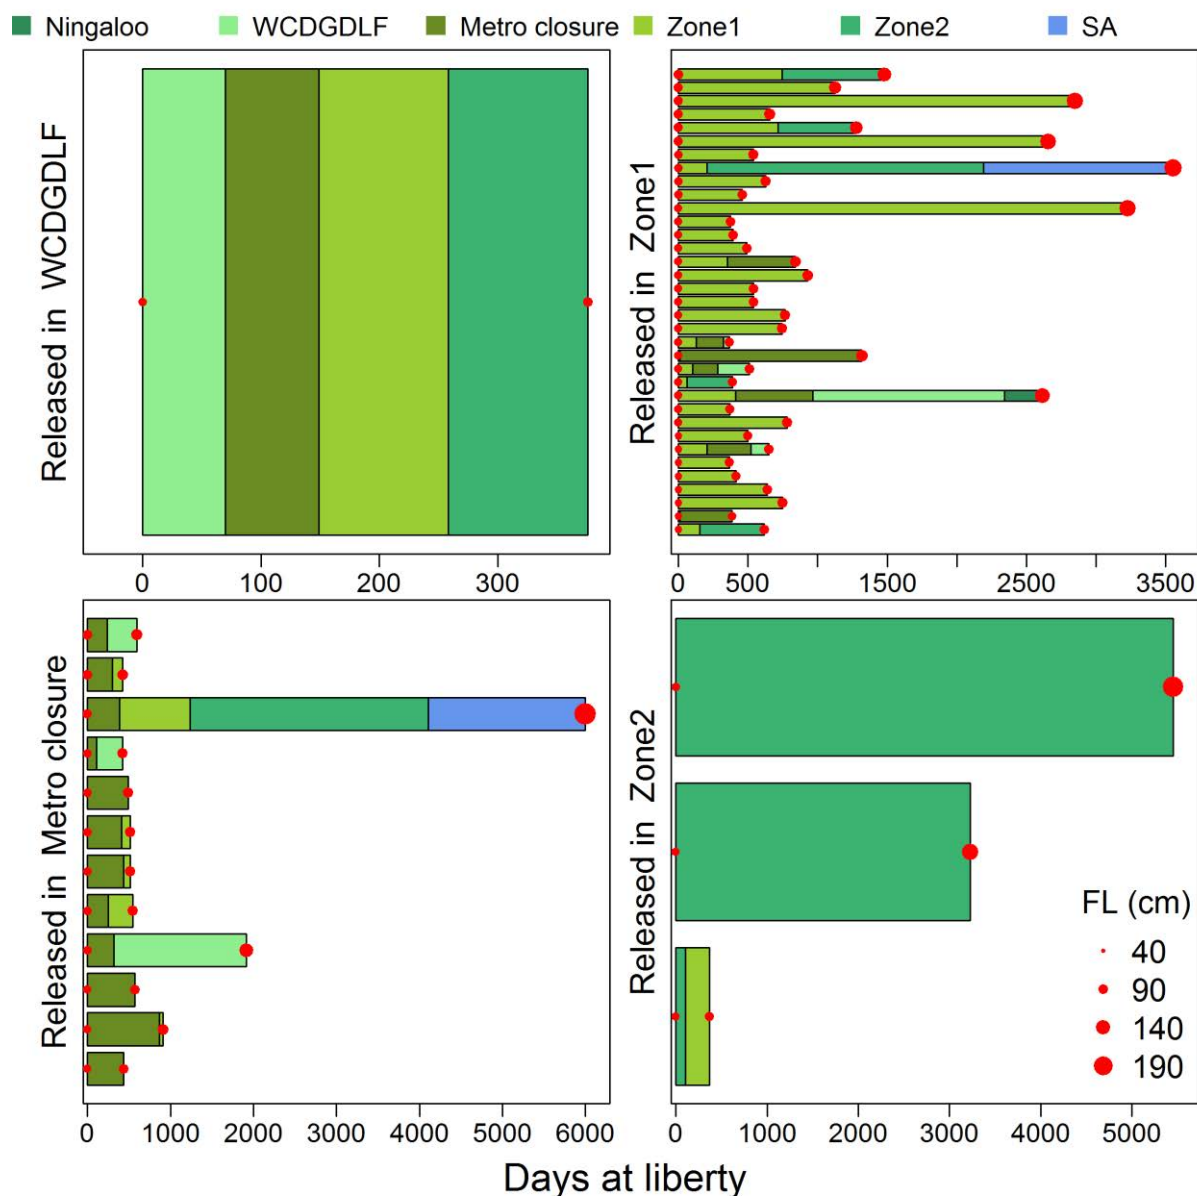 Ningaloo WCDGDLF Metro closure Zone1 Zone2 SA
Released in WCDGDLF
0 100 200 300
Released in Zone1
0 500 1500 2500 3500
Released in Metro closure
0 1000 2000 3000 4000 5000 6000
Released in Zone2
FL (cm)
40
90
140
190
0 1000 2000 3000 4000 5000
Days at liberty